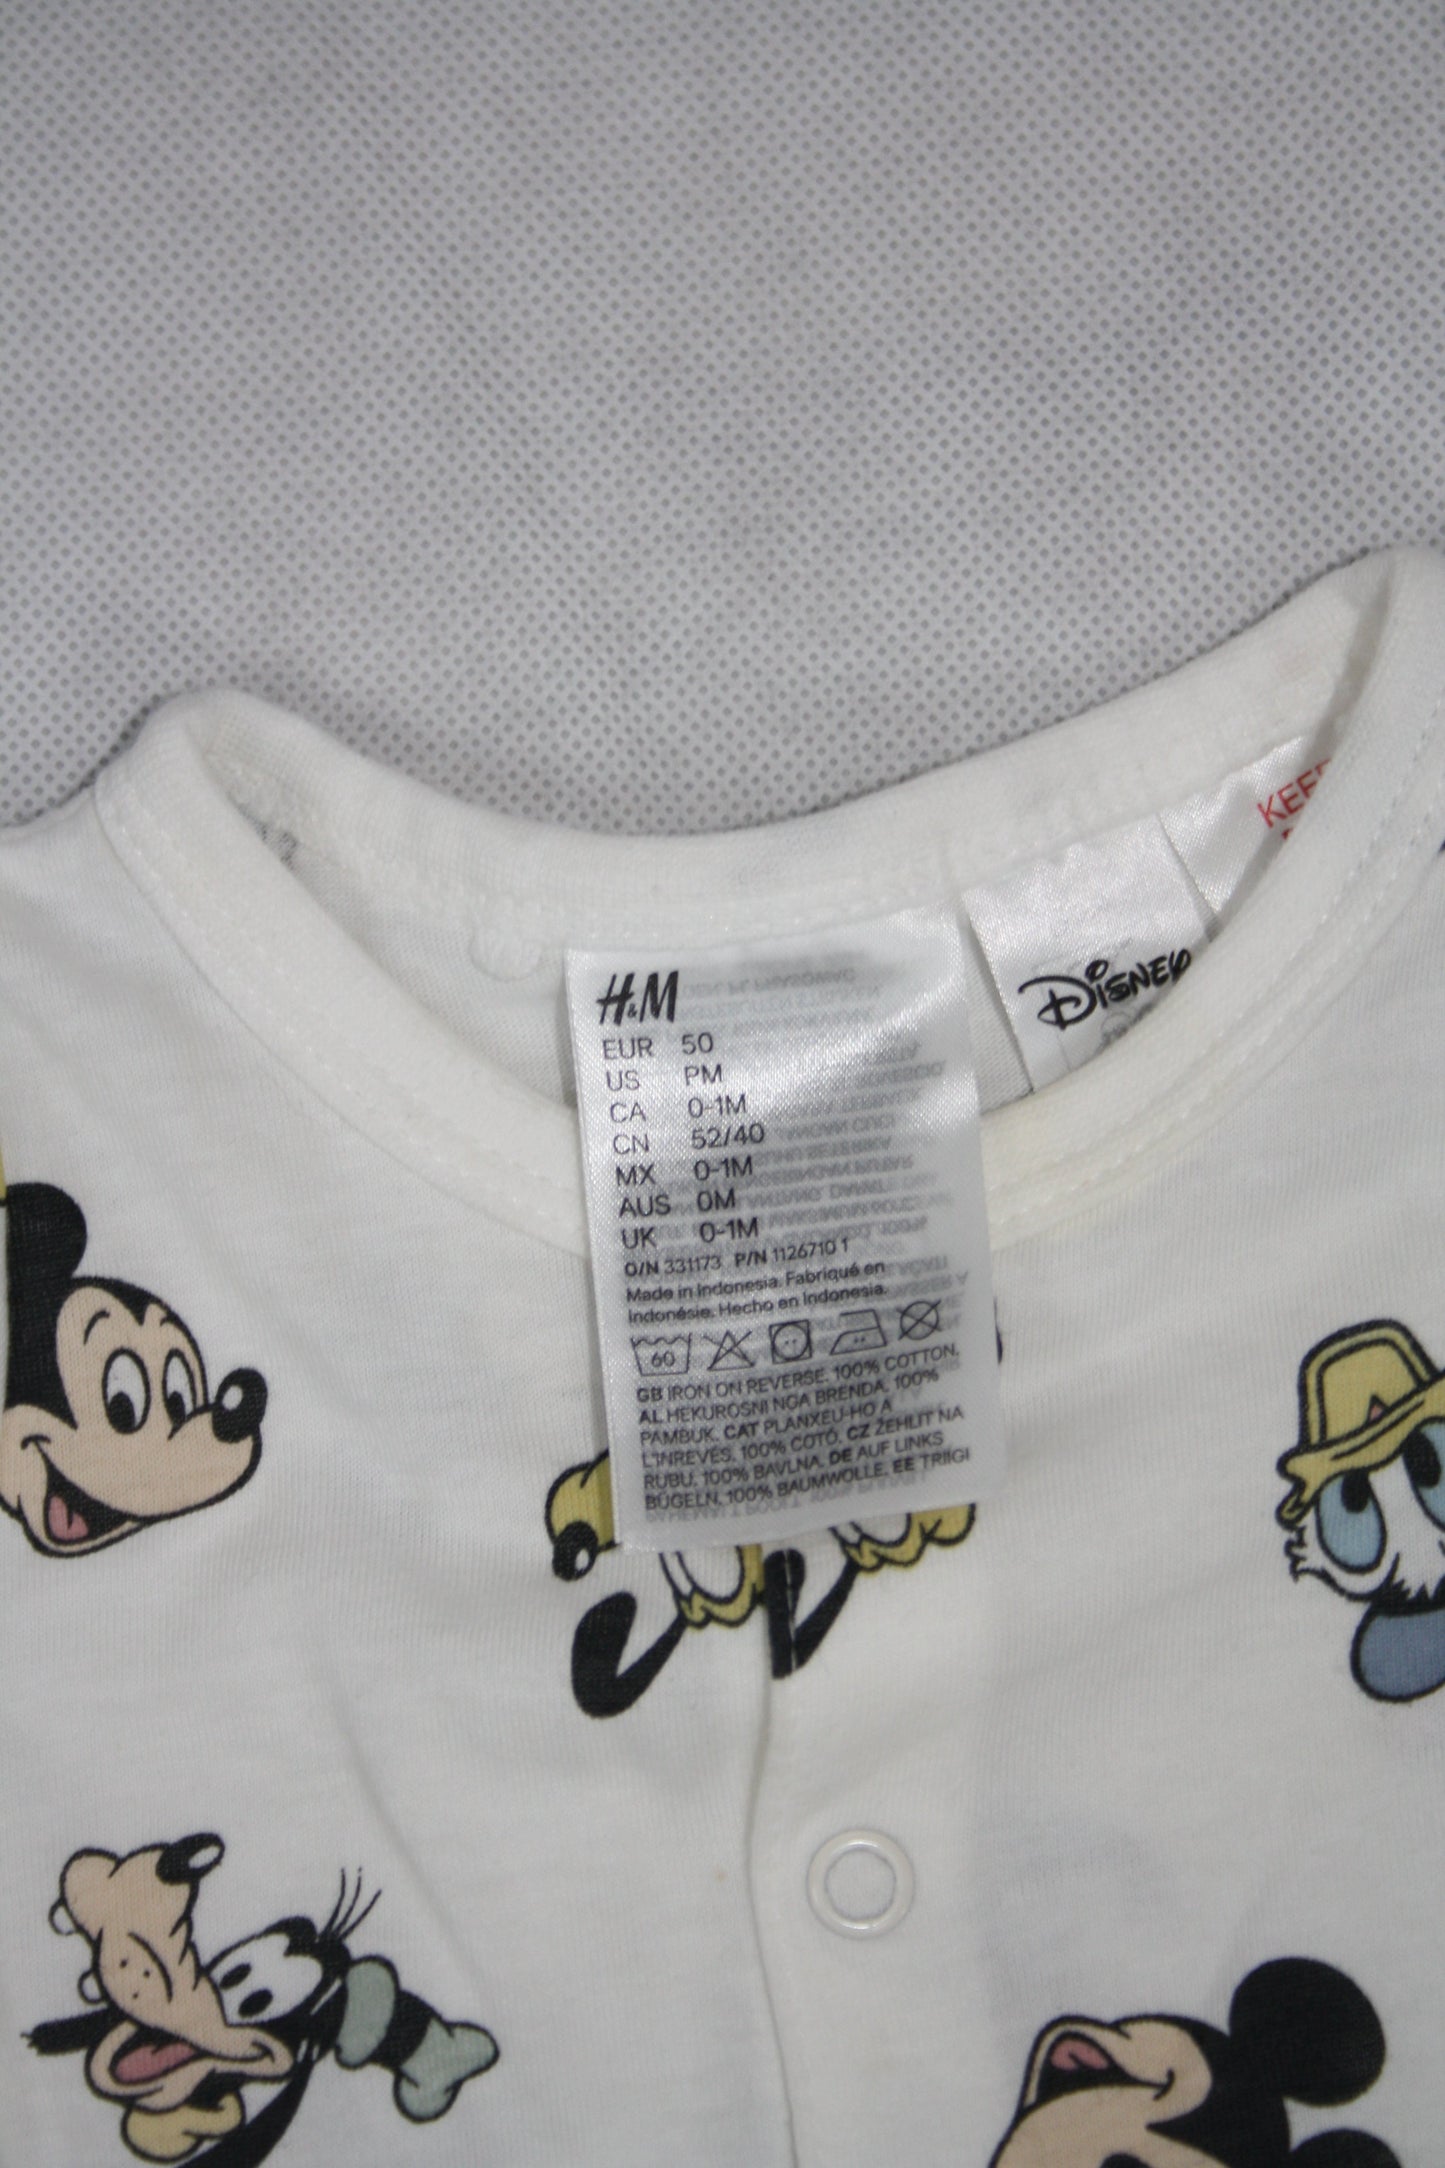 H&M
EUR 50
US PM
CA 0-1M
CN 52/40
MX 0-1M
AUS 0M
UK 0-1M
O/N 331173 P/N 1126710 1
Made in Indonesia. Fabriqué en
Indonésie. Hecho en Indonesia.
60
GB IRON ON REVERSE. 100% COTTON.
AL HEKUROSNI NGA BRENDA. 100%
PAMBUK. CAT PLANXEU-HO A
L'INREVÉS. 100% COTÓ. CZ ŽEHLIT NA
RUBU. 100% BAVLNA. DE AUF LINKS
BÜGELN. 100% BAUMWOLLE. EE TRIIGI
Disney